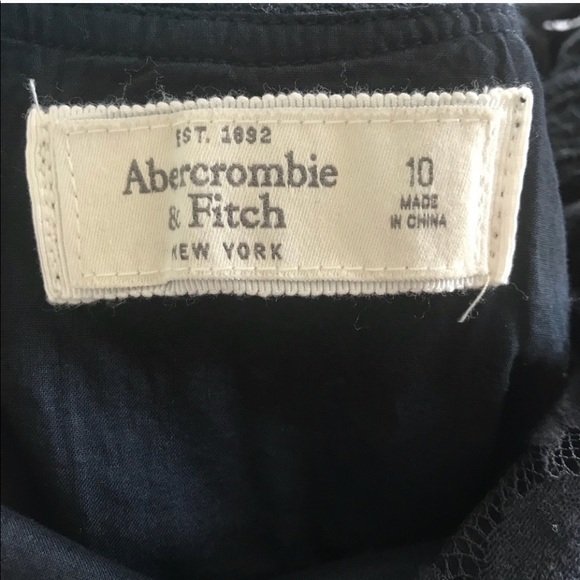 EST. 1892
Abercrombie
& Fitch
NEW YORK
10
MADE
IN CHINA